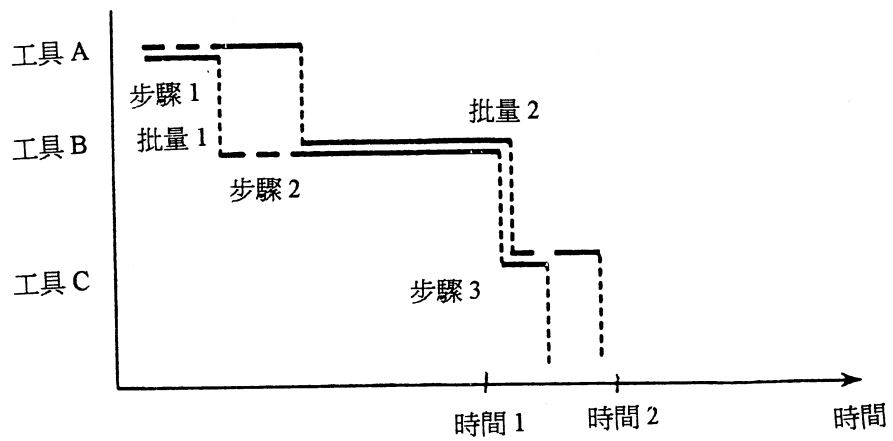 工具 A
步驟 1
批量 2
批量 1
工具 B
步驟 2
工具 C
步驟 3
時間 1
時間 2
時間